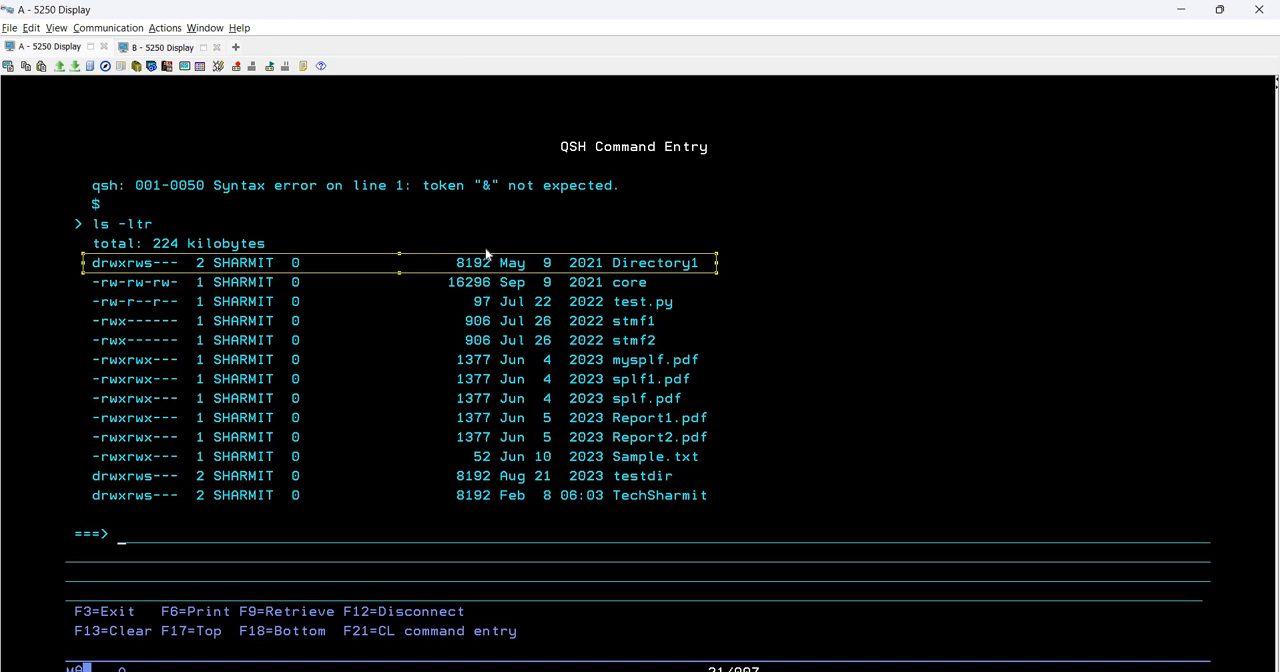 A - 5250 Display
File Edit View Communication Actions Window Help
A - 5250 Display B - 5250 Display
QSH Command Entry
qsh: 001-0050 Syntax error on line 1: token "&" not expected.
$
> ls -ltr
total: 224 kilobytes
drwxrws--- 2 SHARMIT 0 8192 May 9 2021 Directory1
-rw-rw-rw- 1 SHARMIT 0 16296 Sep 9 2021 core
-rw-r--r-- 1 SHARMIT 0 97 Jul 22 2022 test.py
-rwx------ 1 SHARMIT 0 906 Jul 26 2022 stmf1
-rwx------ 1 SHARMIT 0 906 Jul 26 2022 stmf2
-rwxrwx--- 1 SHARMIT 0 1377 Jun 4 2023 mysplf.pdf
-rwxrwx--- 1 SHARMIT 0 1377 Jun 4 2023 splf1.pdf
-rwxrwx--- 1 SHARMIT 0 1377 Jun 4 2023 splf.pdf
-rwxrwx--- 1 SHARMIT 0 1377 Jun 5 2023 Report1.pdf
-rwxrwx--- 1 SHARMIT 0 1377 Jun 5 2023 Report2.pdf
-rwxrwx--- 1 SHARMIT 0 52 Jun 10 2023 Sample.txt
drwxrws--- 2 SHARMIT 0 8192 Aug 21 2023 testdir
drwxrws--- 2 SHARMIT 0 8192 Feb 8 06:03 TechSharmit
===> _
F3=Exit F6=Print F9=Retrieve F12=Disconnect
F13=Clear F17=Top F18=Bottom F21=CL command entry